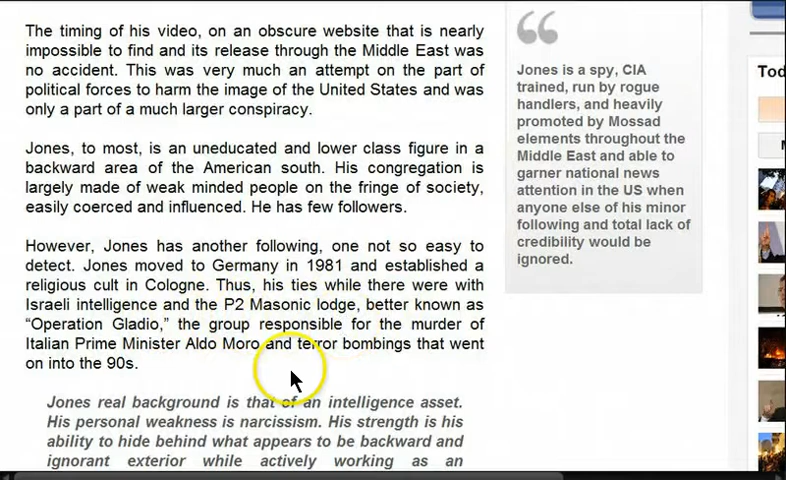 The timing of his video, on an obscure website that is nearly
impossible to find and its release through the Middle East was
no accident. This was very much an attempt on the part of
political forces to harm the image of the United States and was
only a part of a much larger conspiracy.
Jones, to most, is an uneducated and lower class figure in a
backward area of the American south. His congregation is
largely made of weak minded people on the fringe of society,
easily coerced and influenced. He has few followers.
However, Jones has another following, one not so easy to
detect. Jones moved to Germany in 1981 and established a
religious cult in Cologne. Thus, his ties while there were with
Israeli intelligence and the P2 Masonic lodge, better known as
“Operation Gladio,” the group responsible for the murder of
Italian Prime Minister Aldo Moro and terror bombings that went
on into the 90s.
Jones real background is that of an intelligence asset.
His personal weakness is narcissism. His strength is his
ability to hide behind what appears to be backward and
ignorant exterior while actively working as an
“
Jones is a spy, CIA
trained, run by rogue
handlers, and heavily
promoted by Mossad
elements throughout the
Middle East and able to
garner national news
attention in the US when
anyone else of his minor
following and total lack of
credibility would be
ignored.
Tod